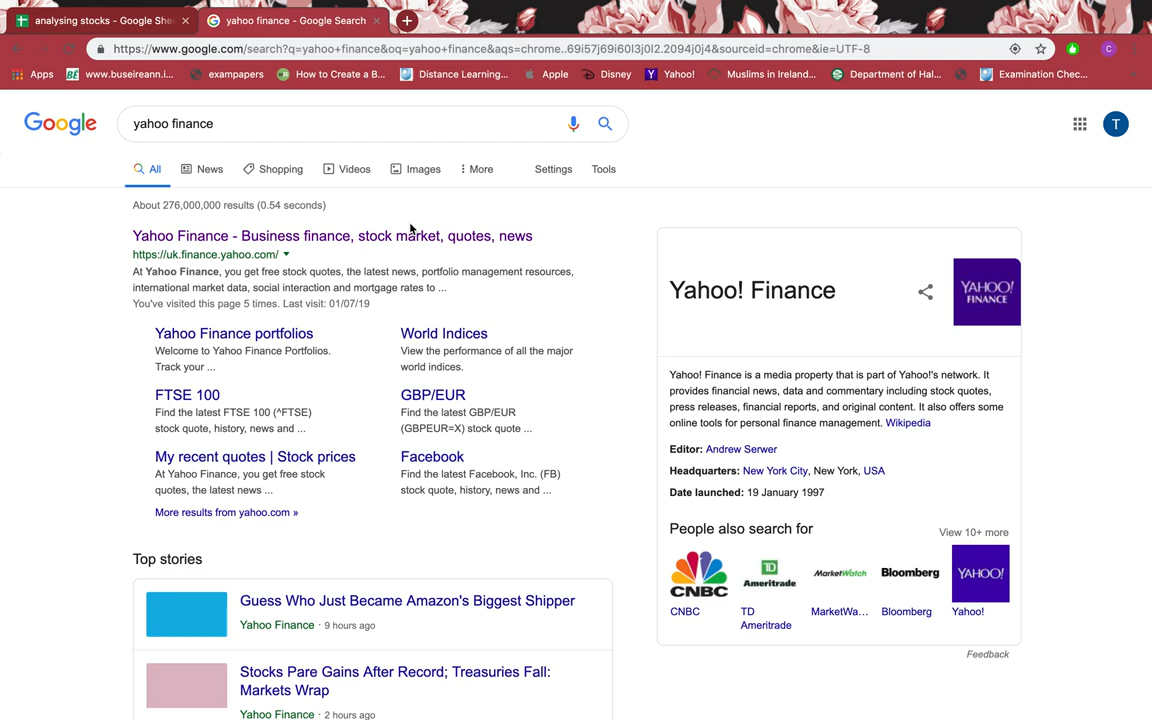 analysing stocks - Google She
yahoo finance - Google Search
https://www.google.com/search?q=yahoo+finance&oq=yahoo+finance&aqs=chrome..69i57j69i60l3j0l2.2094j0j4&sourceid=chrome&ie=UTF-8
C
Apps
BÉ www.buseireann.i...
exampapers
How to Create a B...
Distance Learning...
Apple
Disney
Y Yahoo!
Muslims in Ireland...
Department of Hal...
Examination Chec...
Google
yahoo finance
T
All News Shopping Videos Images More Settings Tools
About 276,000,000 results (0.54 seconds)
Yahoo Finance - Business finance, stock market, quotes, news
https://uk.finance.yahoo.com/
At Yahoo Finance, you get free stock quotes, the latest news, portfolio management resources,
international market data, social interaction and mortgage rates to ...
You've visited this page 5 times. Last visit: 01/07/19
Yahoo Finance portfolios
Welcome to Yahoo Finance Portfolios.
Track your ...
World Indices
View the performance of all the major
world indices.
FTSE 100
Find the latest FTSE 100 (^FTSE)
stock quote, history, news and ...
GBP/EUR
Find the latest GBP/EUR
(GBPEUR=X) stock quote ...
My recent quotes | Stock prices
At Yahoo Finance, you get free stock
quotes, the latest news ...
Facebook
Find the latest Facebook, Inc. (FB)
stock quote, history, news and ...
More results from yahoo.com »
Top stories
Guess Who Just Became Amazon's Biggest Shipper
Yahoo Finance · 9 hours ago
Stocks Pare Gains After Record; Treasuries Fall:
Markets Wrap
Yahoo Finance · 2 hours ago
Yahoo! Finance
YAHOO!
FINANCE
Yahoo! Finance is a media property that is part of Yahoo!'s network. It
provides financial news, data and commentary including stock quotes,
press releases, financial reports, and original content. It also offers some
online tools for personal finance management. Wikipedia
Editor: Andrew Serwer
Headquarters: New York City, New York, USA
Date launched: 19 January 1997
People also search for
View 10+ more
CNBC
TD
Ameritrade
MarketWatch
Bloomberg
YAHOO!
CNBC
TD
Ameritrade
MarketWa...
Bloomberg
Yahoo!
Feedback